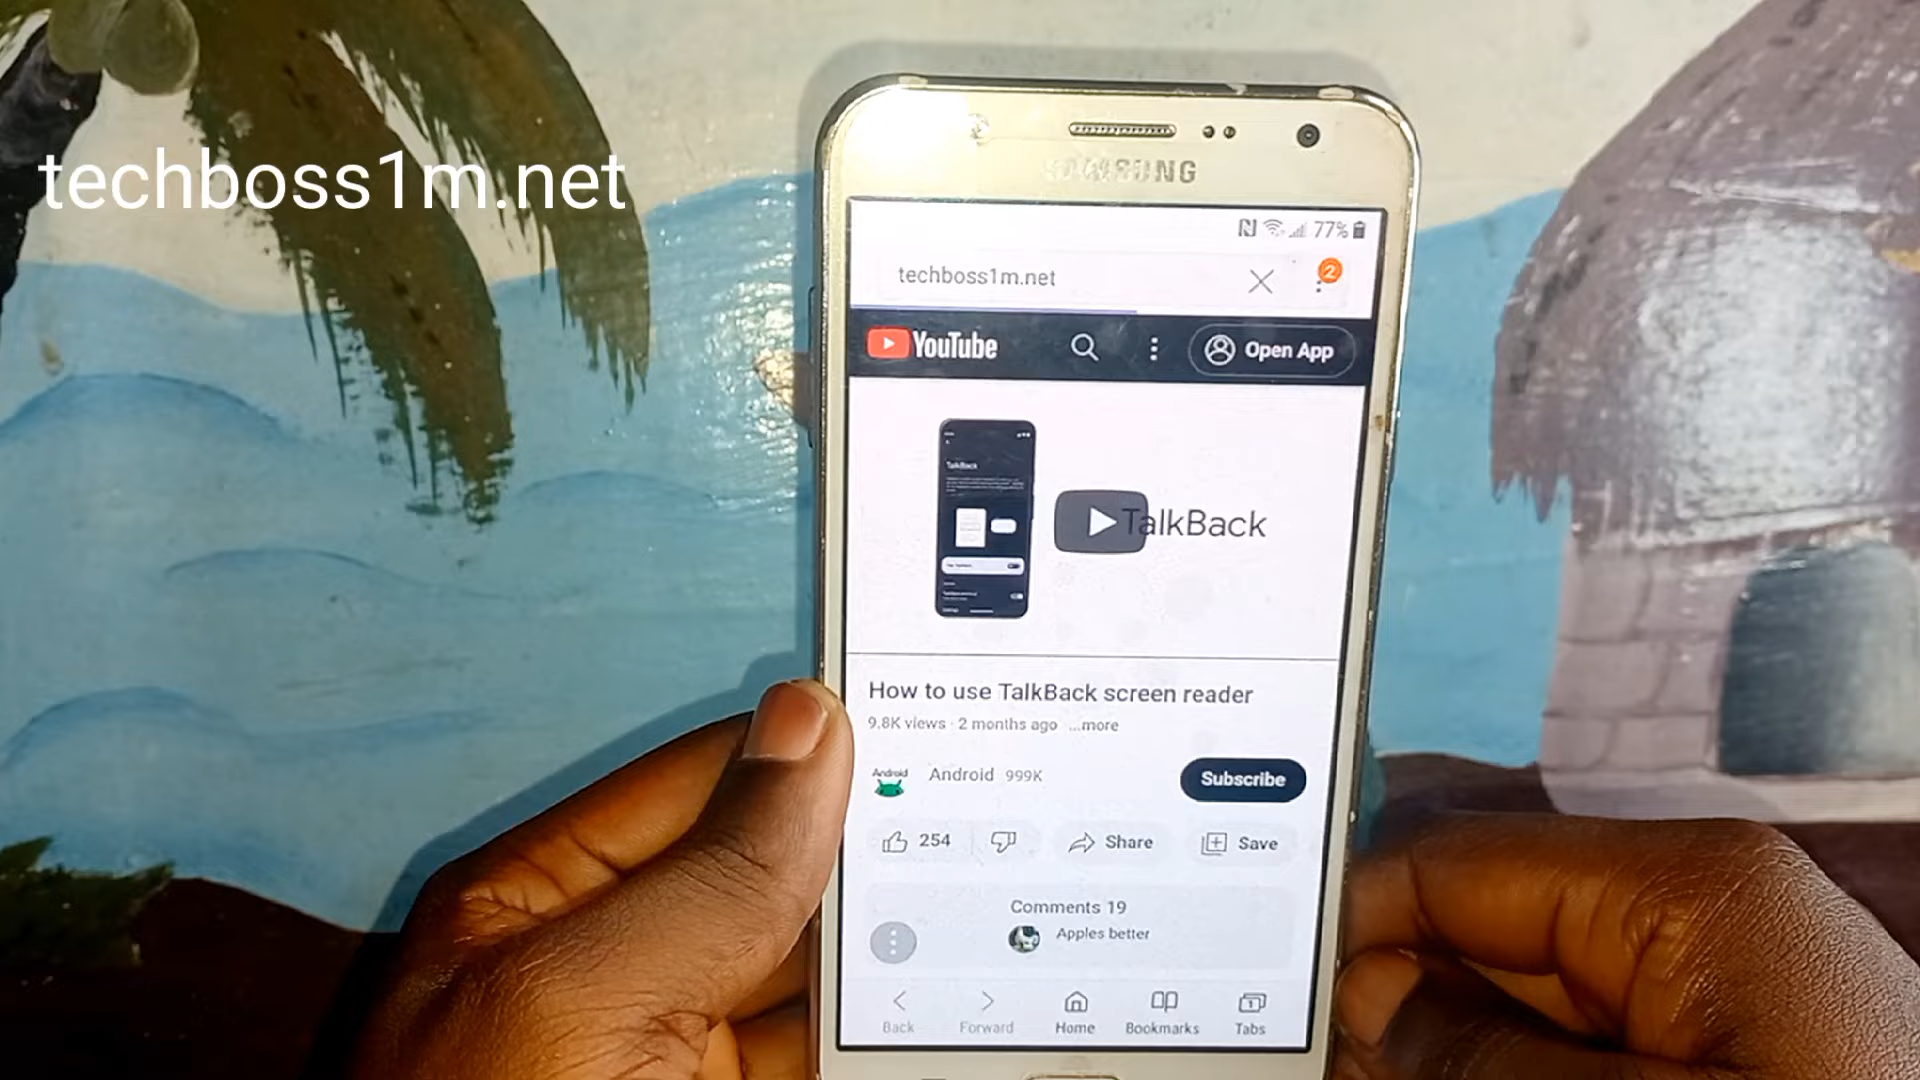 techboss1m.net
SAMSUNG
77%
techboss1m.net
2
YouTube
Open App
TalkBack
TalkBack
How to use TalkBack screen reader
9.8K views · 2 months ago ...more
Android
Android 999K
Subscribe
254
Share
Save
Comments 19
Apples better
1
Back
Forward
Home
Bookmarks
Tabs